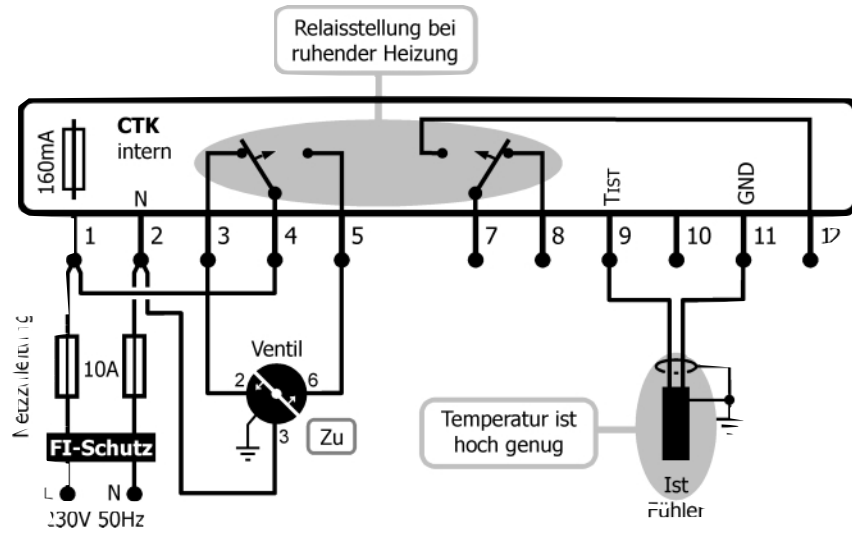 Relaisstellung bei
ruhender Heizung
160mA
CTK
intern
N
TIST
GND
1
2
3
4
5
7
8
9
10
11
12
10A
Ventil
2
6
3
Zu
FI-Schutz
L
N
230V 50Hz
Temperatur ist
hoch genug
Ist
Fühler